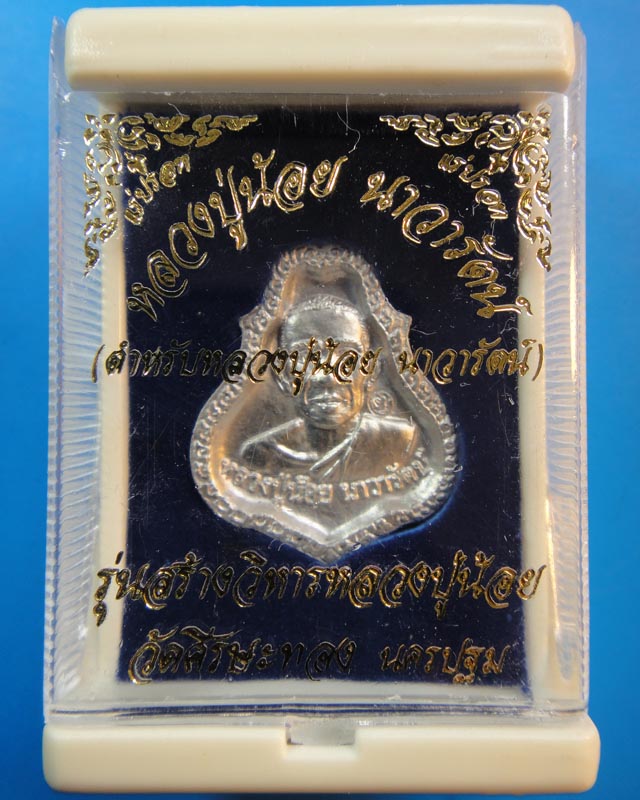 หลวงปู่น้อย นาวารัตน์
(ตำหรับหลวงปู่น้อย นาวารัตน์)
หลวงปู่น้อย นาวารัตน์
รุ่นสร้างวิหารหลวงปู่น้อย
วัดศีรษะทอง นครปฐม